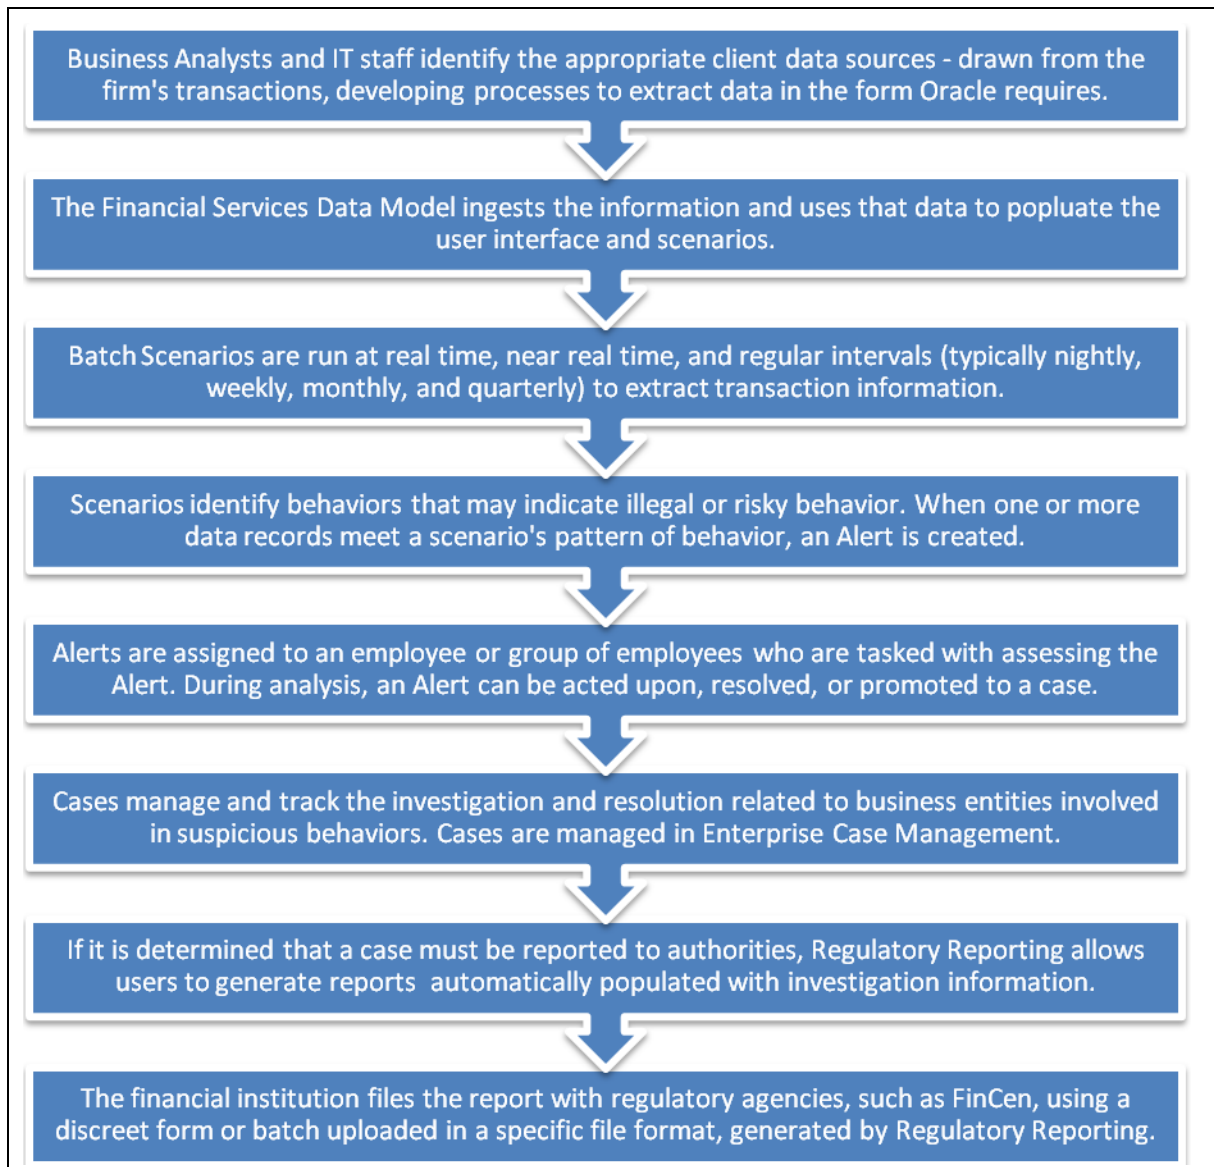 Business Analysts and IT staff identify the appropriate client data sources - drawn from the
firm's transactions, developing processes to extract data in the form Oracle requires.
The Financial Services Data Model ingests the information and uses that data to popluate the
user interface and scenarios.
Batch Scenarios are run at real time, near real time, and regular intervals (typically nightly,
weekly, monthly, and quarterly) to extract transaction information.
Scenarios identify behaviors that may indicate illegal or risky behavior. When one or more
data records meet a scenario's pattern of behavior, an Alert is created.
Alerts are assigned to an employee or group of employees who are tasked with assessing the
Alert. During analysis, an Alert can be acted upon, resolved, or promoted to a case.
Cases manage and track the investigation and resolution related to business entities involved
in suspicious behaviors. Cases are managed in Enterprise Case Management.
If it is determined that a case must be reported to authorities, Regulatory Reporting allows
users to generate reports automatically populated with investigation information.
The financial institution files the report with regulatory agencies, such as FinCen, using a
discreet form or batch uploaded in a specific file format, generated by Regulatory Reporting.